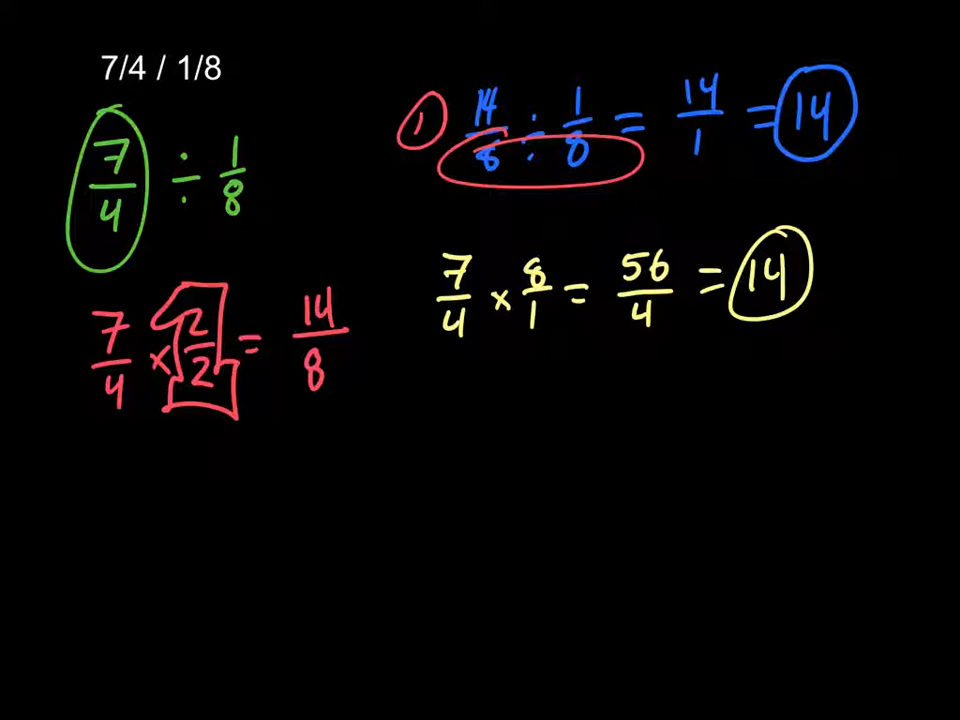 7/4 / 1/8
7/4 ÷ 1/8
7/4 × 2/2 = 14/8
1 14/8 ÷ 1/8 = 14/1 = 14
7/4 × 8/1 = 56/4 = 14